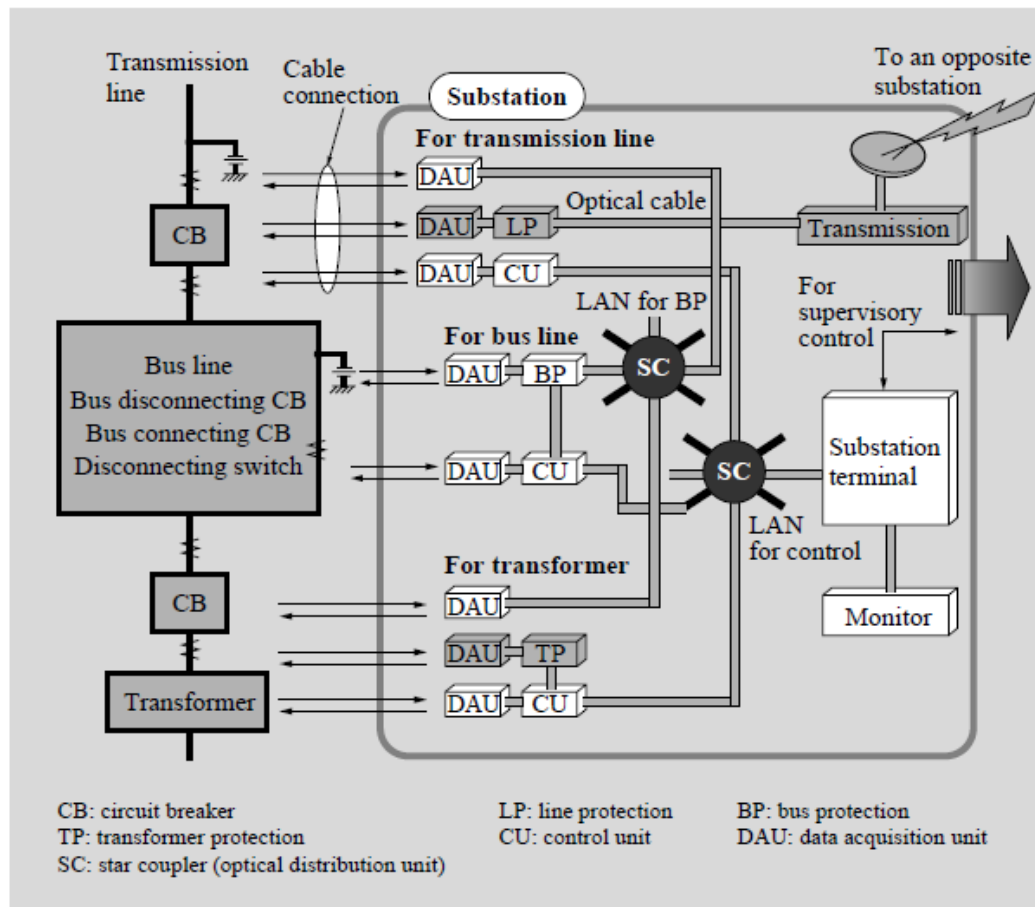 Transmission
line
Cable
connection
Substation
To an opposite
substation
For transmission line
DAU
Optical cable
DAU
LP
Transmission
CB
DAU
CU
LAN for BP
For
supervisory
control
For bus line
Bus line
Bus disconnecting CB
Bus connecting CB
Disconnecting switch
DAU
BP
SC
DAU
CU
SC
Substation
terminal
LAN
for control
For transformer
CB
DAU
Monitor
DAU
TP
Transformer
DAU
CU
CB: circuit breaker
LP: line protection
BP: bus protection
TP: transformer protection
CU: control unit
DAU: data acquisition unit
SC: star coupler (optical distribution unit)